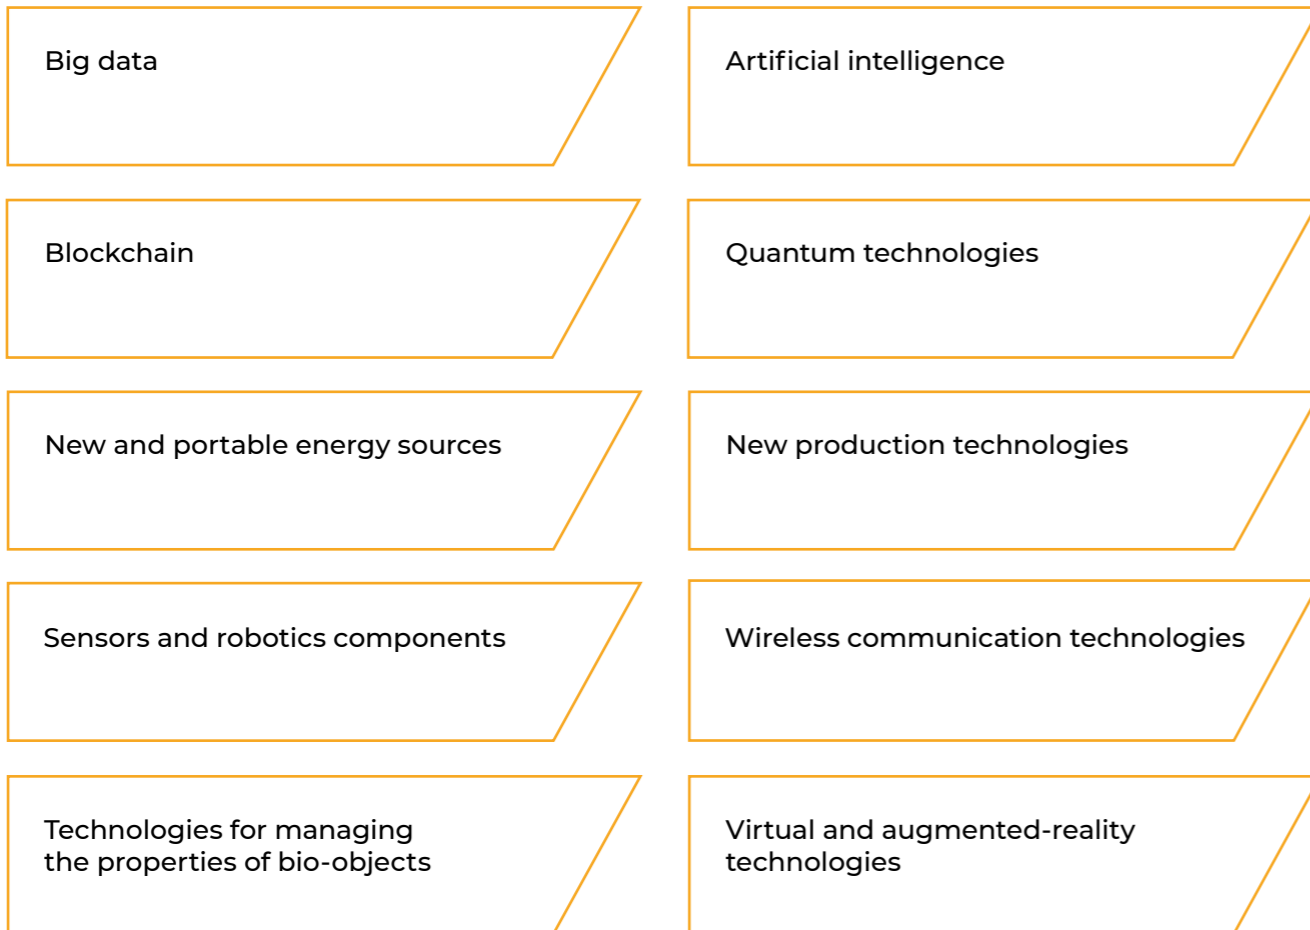 Big data
Artificial intelligence
Blockchain
Quantum technologies
New and portable energy sources
New production technologies
Sensors and robotics components
Wireless communication technologies
Technologies for managing
the properties of bio-objects
Virtual and augmented-reality
technologies